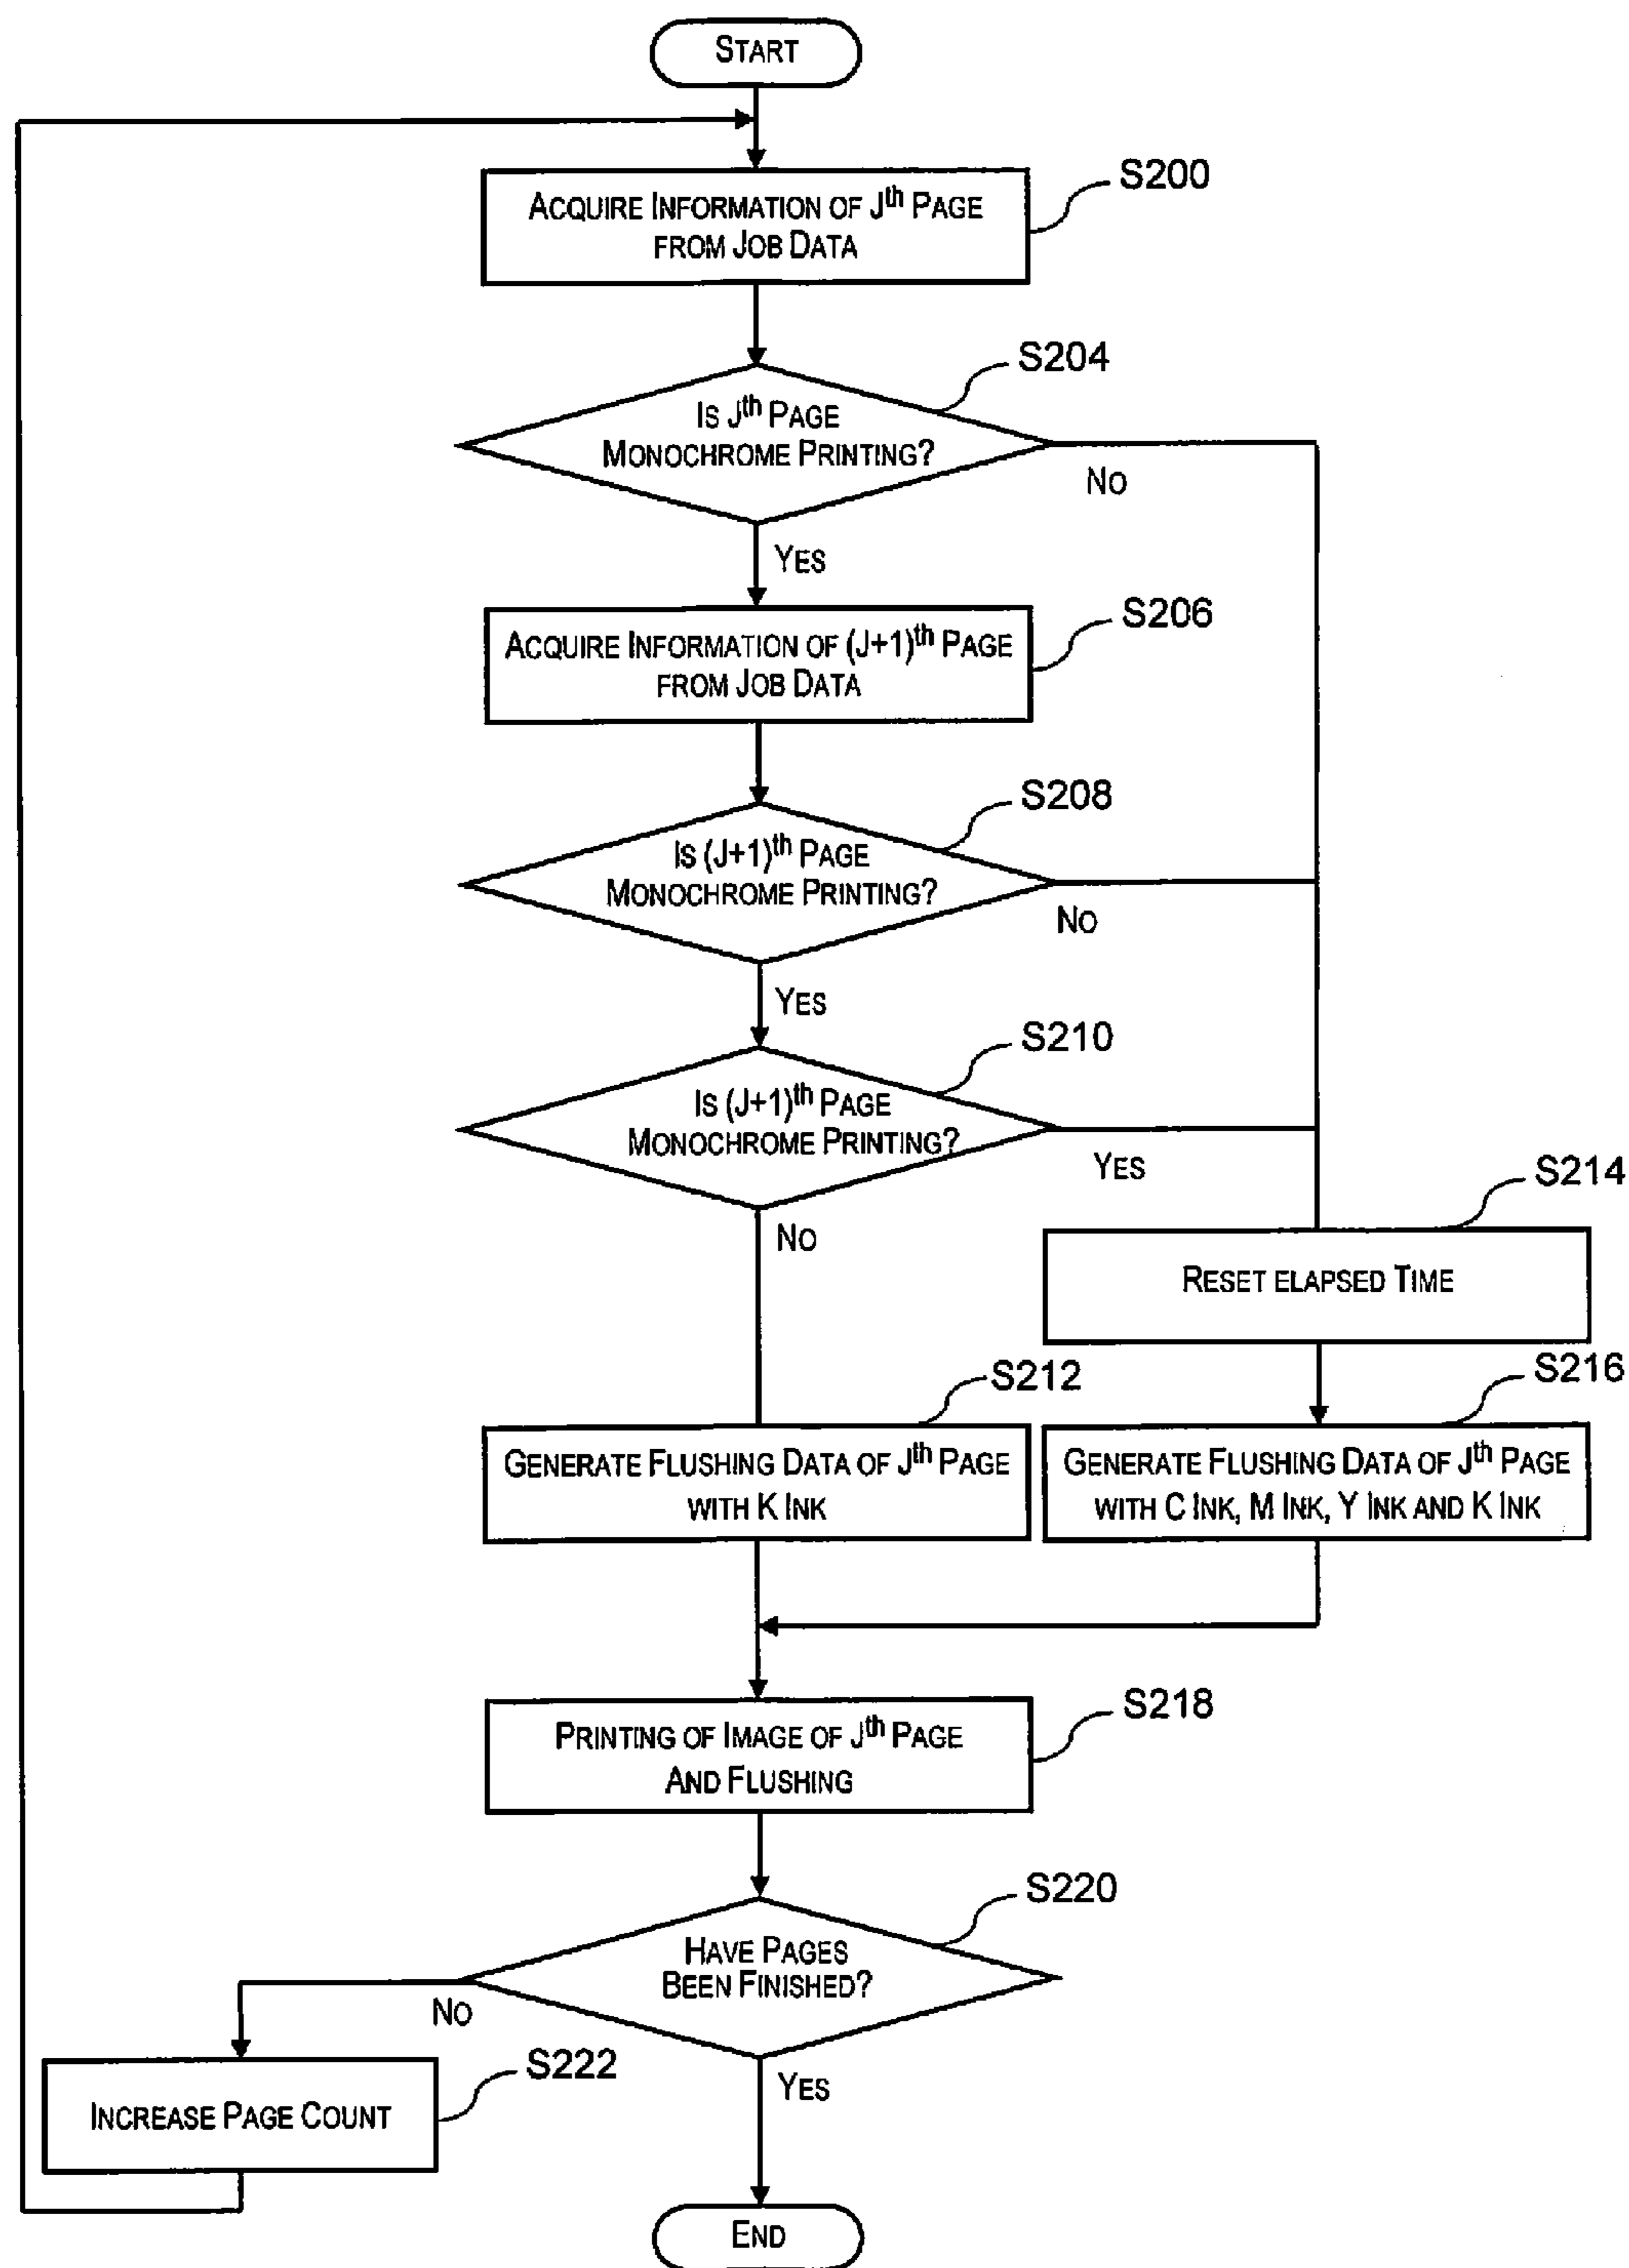 START
ACQUIRE INFORMATION OF Jth PAGE
FROM JOB DATA
S200
IS Jth PAGE
MONOCHROME PRINTING?
S204
NO
YES
ACQUIRE INFORMATION OF (J+1)th PAGE
FROM JOB DATA
S206
IS (J+1)th PAGE
MONOCHROME PRINTING?
S208
NO
YES
IS (J+1)th PAGE
MONOCHROME PRINTING?
S210
YES
NO
RESET ELAPSED TIME
S214
GENERATE FLUSHING DATA OF Jth PAGE
WITH K INK
S212
GENERATE FLUSHING DATA OF Jth PAGE
WITH C INK, M INK, Y INK AND K INK
S216
PRINTING OF IMAGE OF Jth PAGE
AND FLUSHING
S218
HAVE PAGES
BEEN FINISHED?
S220
NO
YES
INCREASE PAGE COUNT
S222
END